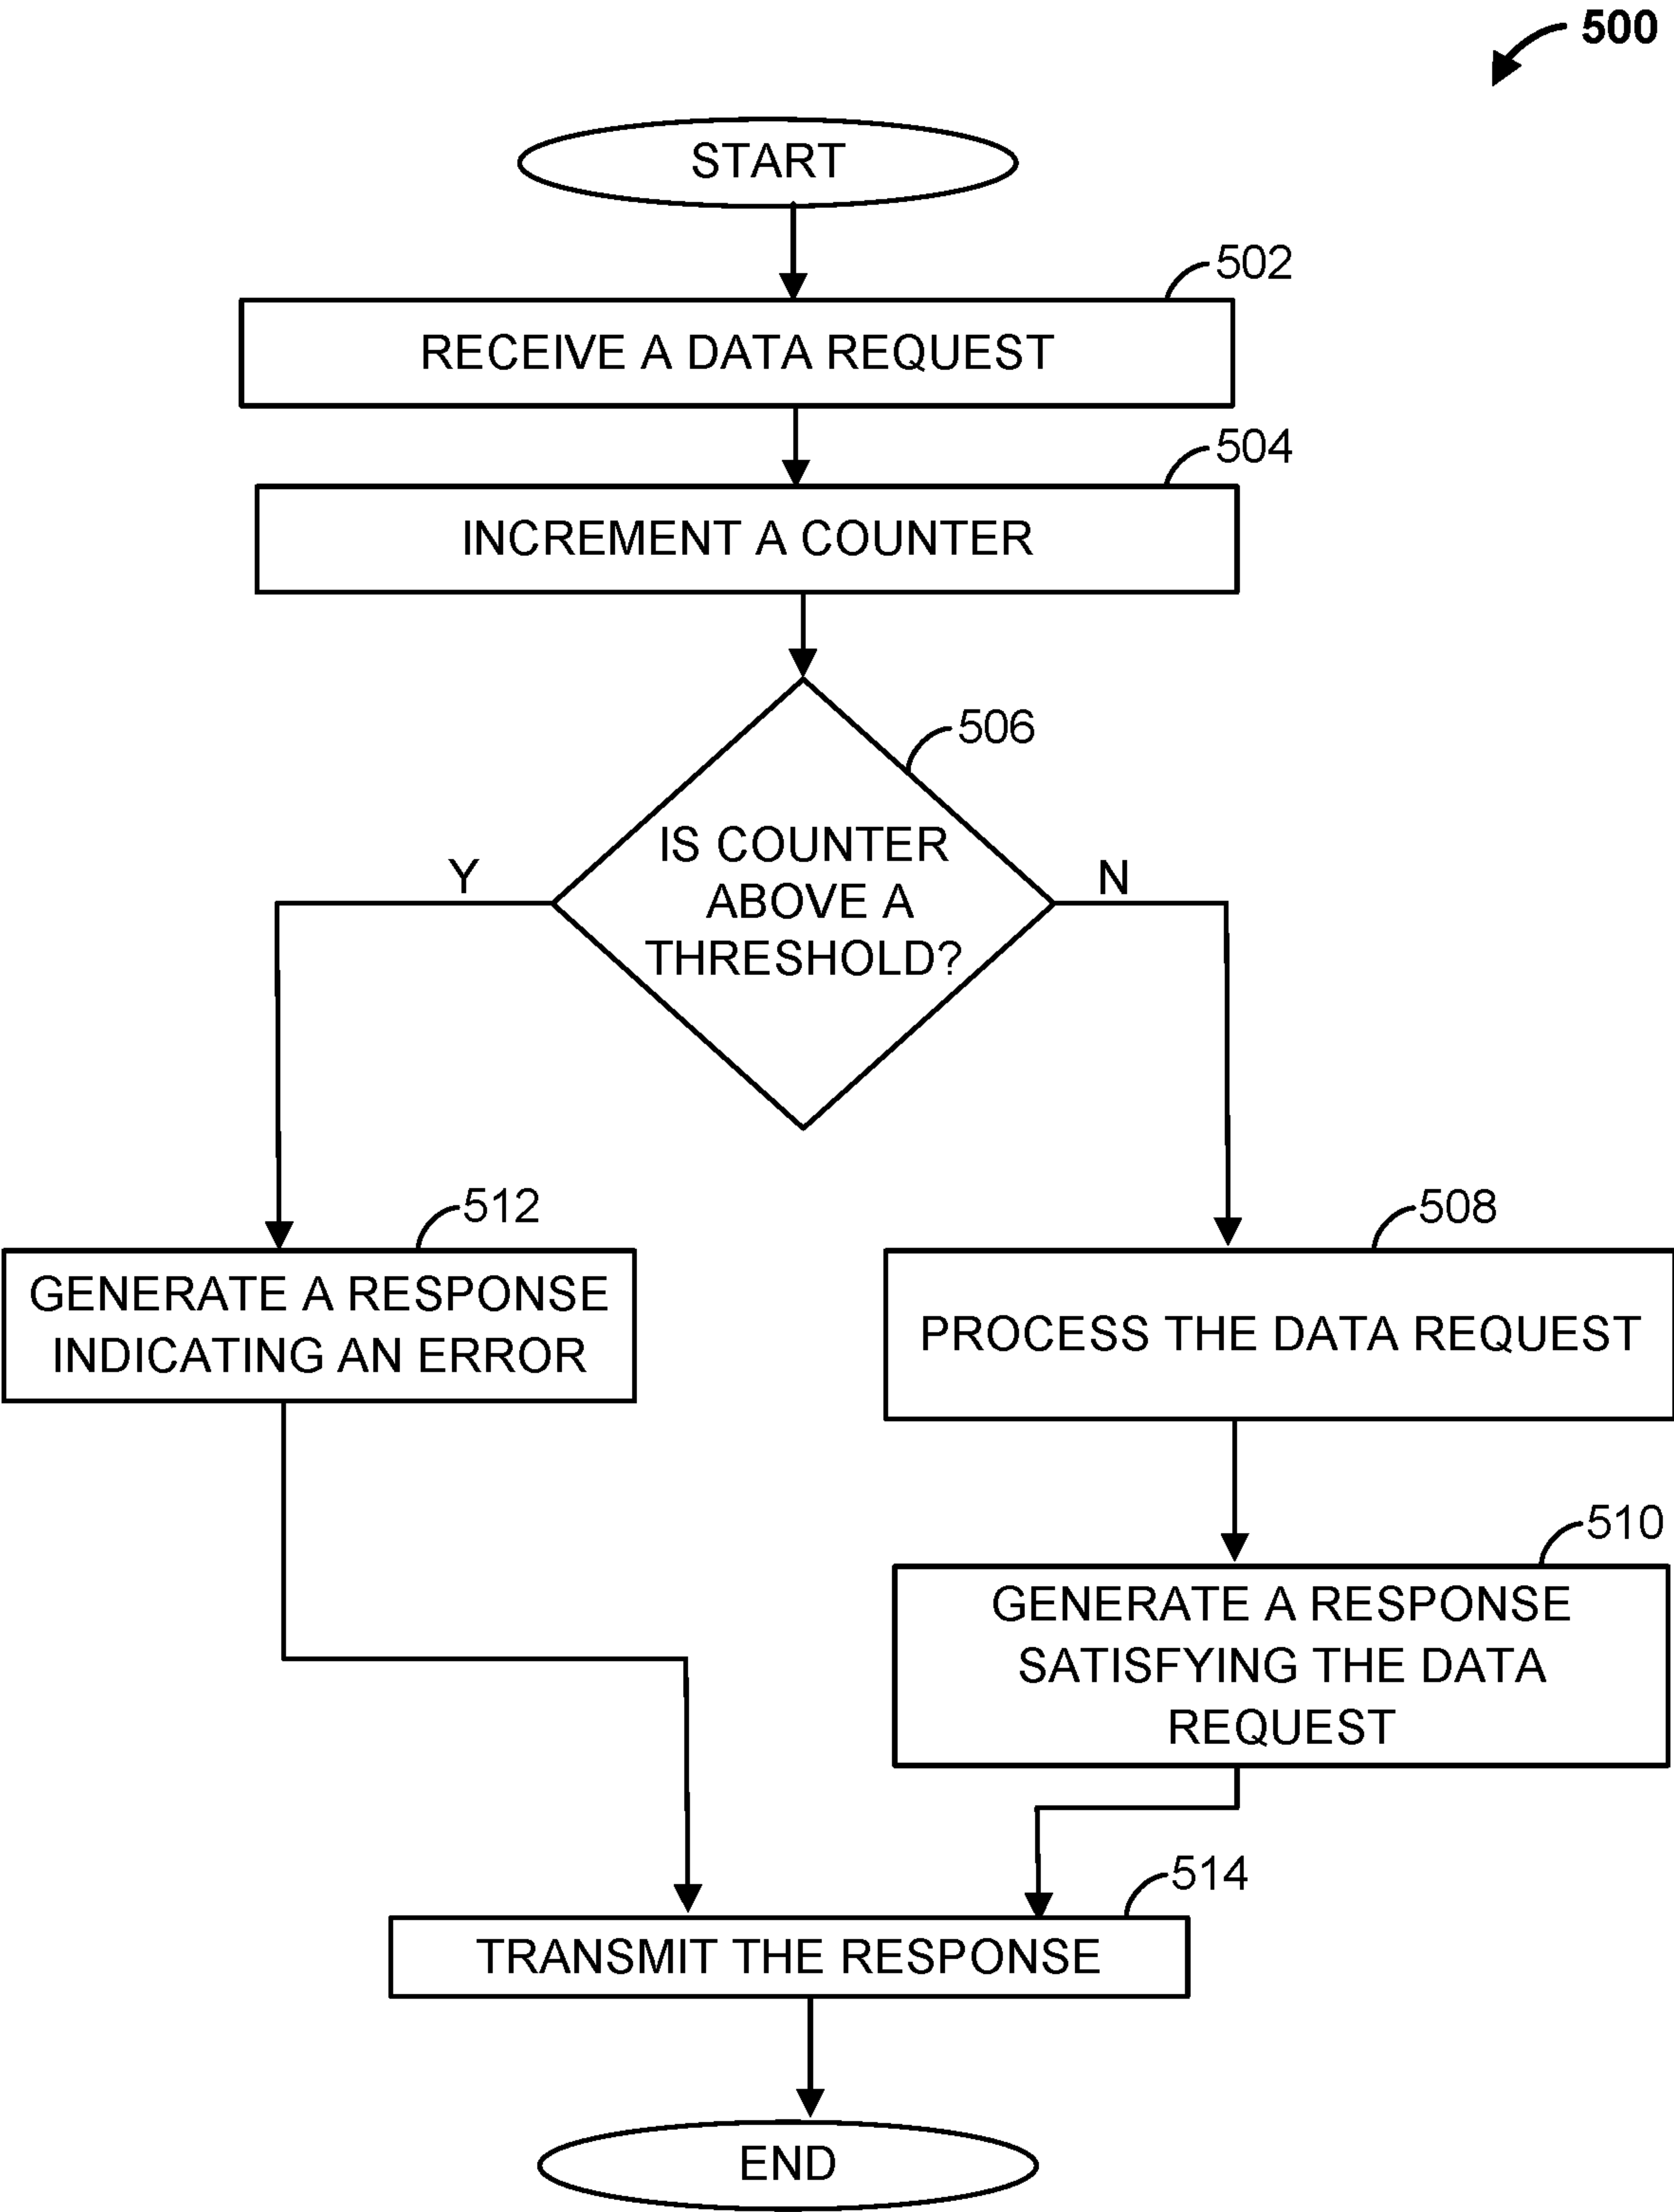 500
START
502
RECEIVE A DATA REQUEST
504
INCREMENT A COUNTER
506
IS COUNTER
ABOVE A
THRESHOLD?
Y
N
512
GENERATE A RESPONSE
INDICATING AN ERROR
508
PROCESS THE DATA REQUEST
510
GENERATE A RESPONSE
SATISFYING THE DATA
REQUEST
514
TRANSMIT THE RESPONSE
END